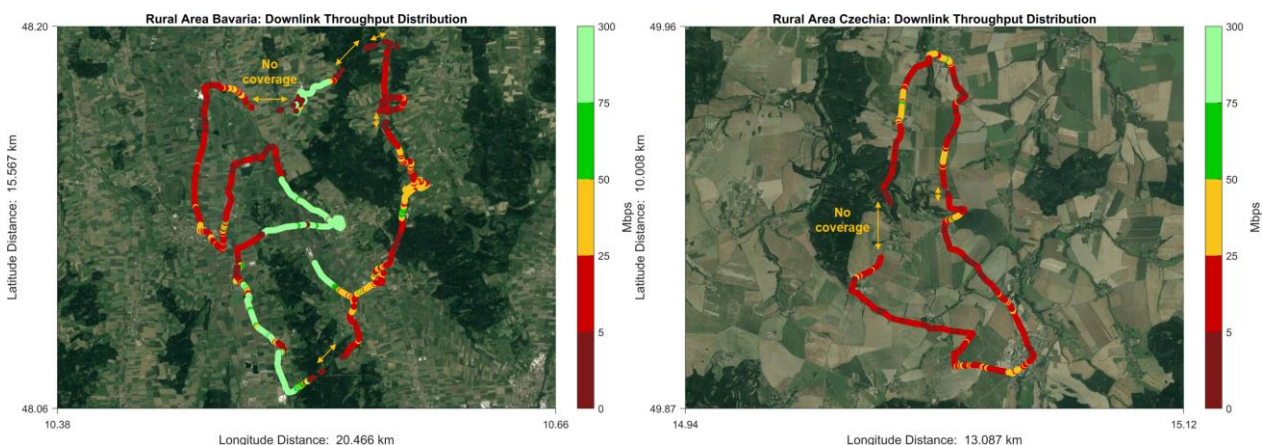 Rural Area Bavaria: Downlink Throughput Distribution
48.20
300
No
coverage
75
Latitude Distance: 15.567 km
50
Mbps
25
5
48.06
0
10.38
10.66
Longitude Distance: 20.466 km
Rural Area Czechia: Downlink Throughput Distribution
49.96
300
75
Latitude Distance: 10.008 km
50
Mbps
No
coverage
25
5
49.87
0
14.94
15.12
Longitude Distance: 13.087 km